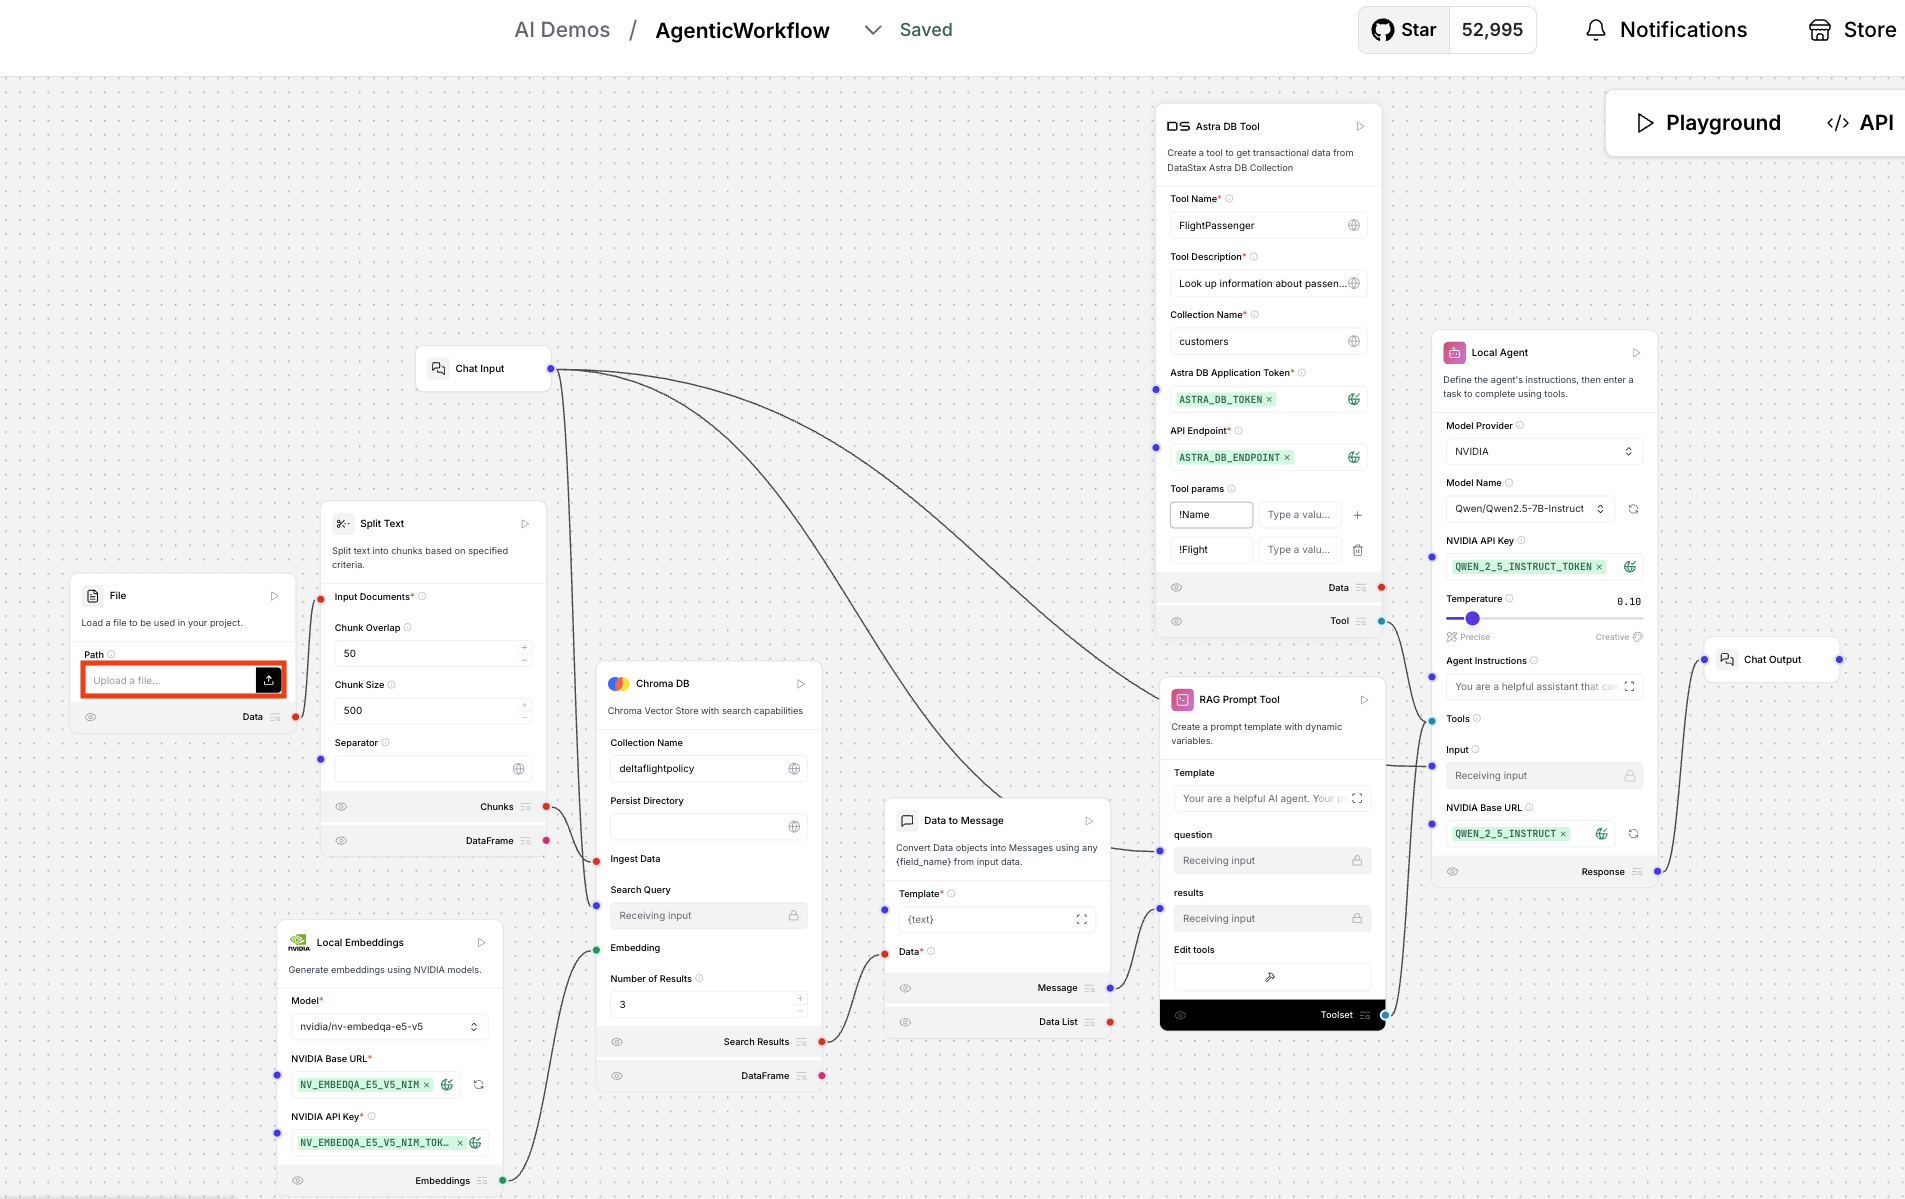 AI Demos / AgenticWorkflow Saved
Star 52,995
Notifications
Store
Playground
API
Chat Input
File
Load a file to be used in your project.
Path
Upload a file...
Data
Split Text
Split text into chunks based on specified
criteria.
Input Documents*
Chunk Overlap
50
Chunk Size
500
Separator
Chunks
DataFrame
NVIDIA
Local Embeddings
Generate embeddings using NVIDIA models.
Model*
nvidia/nv-embedqa-e5-v5
NVIDIA Base URL*
NV_EMBEDQA_E5_V5_NIM ×
NVIDIA API Key*
NV_EMBEDQA_E5_V5_NIM_TOK… ×
Embeddings
Chroma DB
Chroma Vector Store with search capabilities
Collection Name
deltaflightpolicy
Persist Directory
Ingest Data
Search Query
Receiving input
Embedding
Number of Results
3
Search Results
DataFrame
Data to Message
Convert Data objects into Messages using any
{field_name} from input data.
Template*
{text}
Data*
Message
Data List
DS Astra DB Tool
Create a tool to get transactional data from
DataStax Astra DB Collection
Tool Name*
FlightPassenger
Tool Description*
Look up information about passen...
Collection Name*
customers
Astra DB Application Token*
ASTRA_DB_TOKEN ×
API Endpoint*
ASTRA_DB_ENDPOINT ×
Tool params
!Name Type a valu... +
!Flight Type a valu...
Data
Tool
RAG Prompt Tool
Create a prompt template with dynamic
variables.
Template
Your are a helpful AI agent. Your p
question
Receiving input
results
Receiving input
Edit tools
Toolset
Local Agent
Define the agent's instructions, then enter a
task to complete using tools.
Model Provider
NVIDIA
Model Name
Qwen/Qwen2.5-7B-Instruct
NVIDIA API Key
QWEN_2_5_INSTRUCT_TOKEN ×
Temperature 0.10
Precise Creative
Agent Instructions
You are a helpful assistant that can
Tools
Input
Receiving input
NVIDIA Base URL
QWEN_2_5_INSTRUCT ×
Response
Chat Output